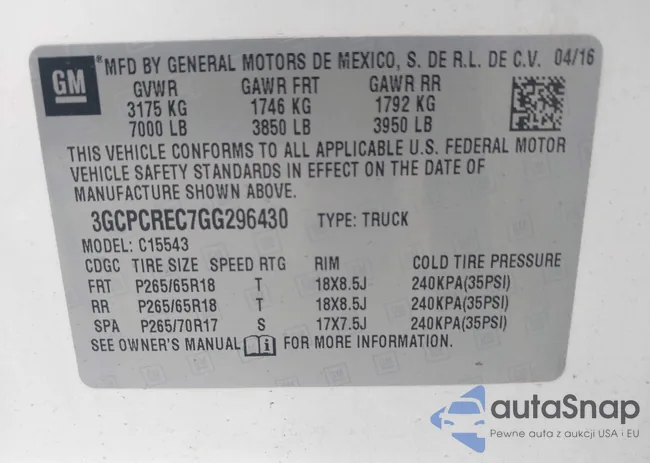 GM
*MFD BY GENERAL MOTORS DE MEXICO, S. DE R.L. DE C.V. 04/16
GVWR GAWR FRT GAWR RR
3175 KG 1746 KG 1792 KG
7000 LB 3850 LB 3950 LB
THIS VEHICLE CONFORMS TO ALL APPLICABLE U.S. FEDERAL MOTOR
VEHICLE SAFETY STANDARDS IN EFFECT ON THE DATE OF
MANUFACTURE SHOWN ABOVE.
3GCPCREC7GG296430 TYPE: TRUCK
MODEL: C15543
CDGC TIRE SIZE SPEED RTG RIM COLD TIRE PRESSURE
FRT P265/65R18 T 18X8.5J 240KPA(35PSI)
RR P265/65R18 T 18X8.5J 240KPA(35PSI)
SPA P265/70R17 S 17X7.5J 240KPA(35PSI)
SEE OWNER'S MANUAL FOR MORE INFORMATION.
autaSnap
Pewne auta z aukcji USA i EU